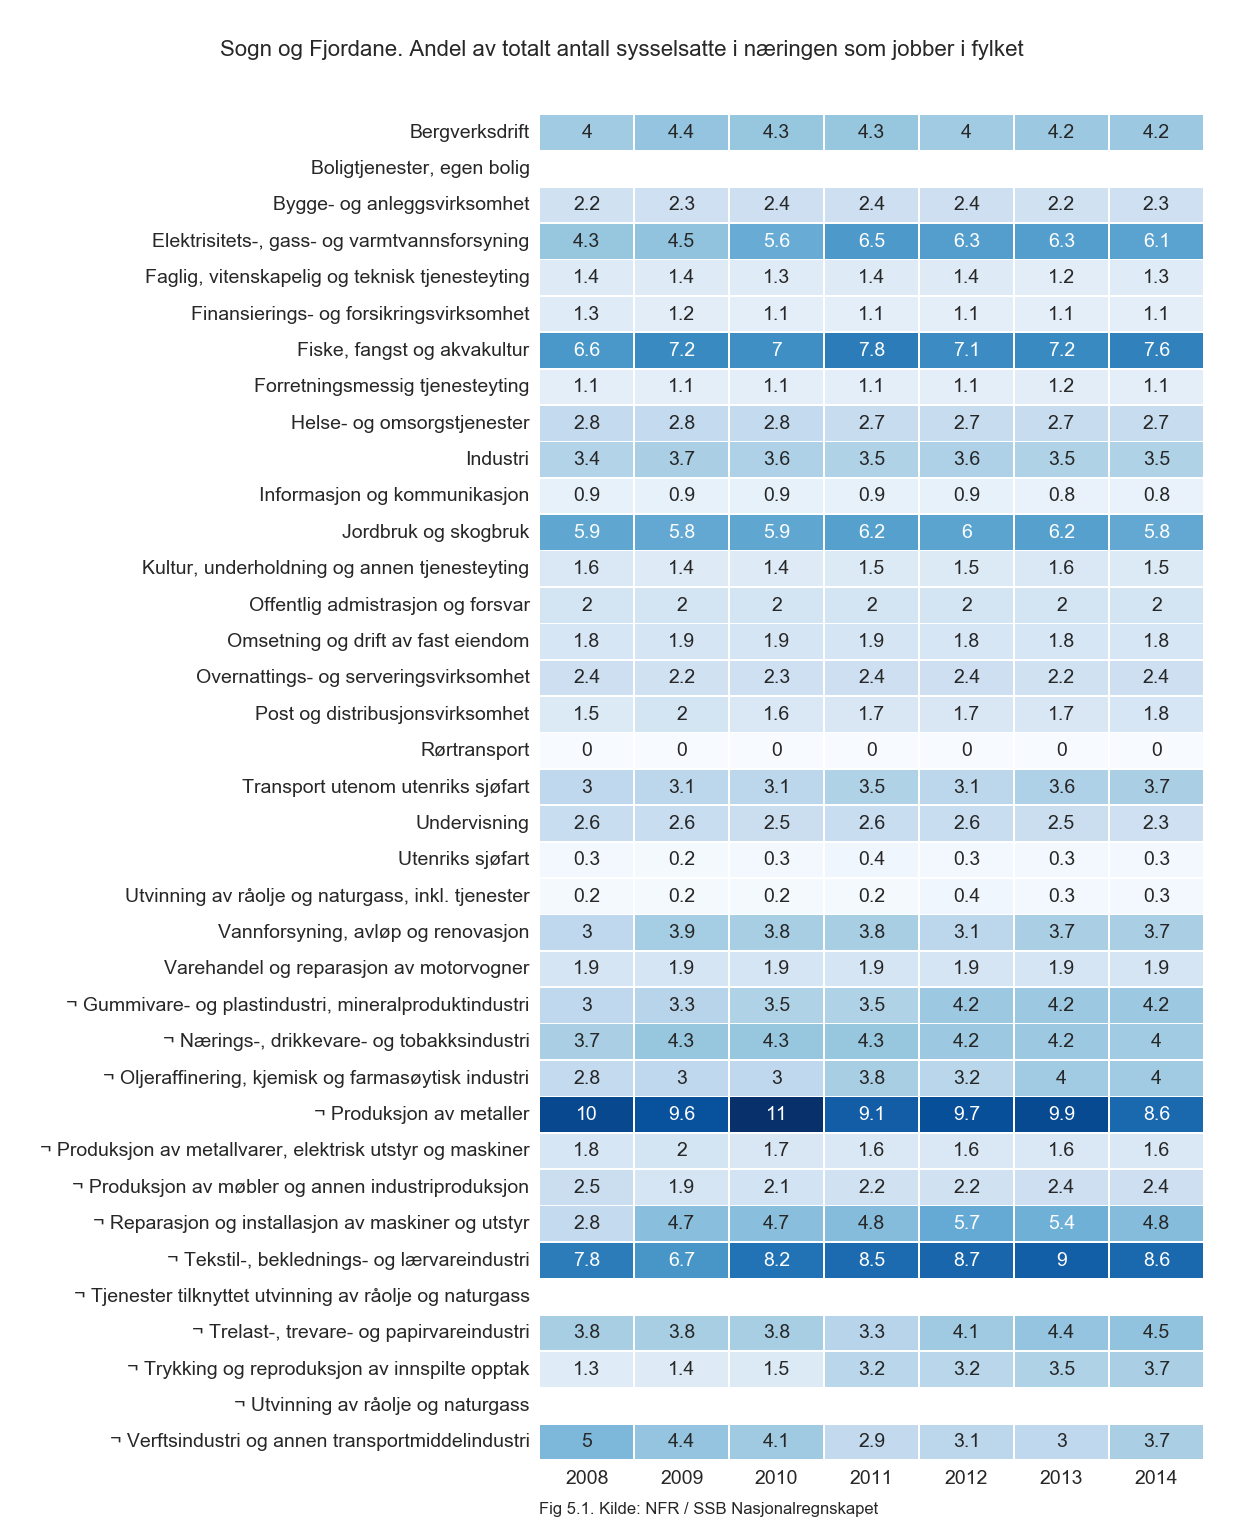 Sogn og Fjordane. Andel av totalt antall sysselsatte i næringen som jobber i fylket
Bergverksdrift 4 4.4 4.3 4.3 4 4.2 4.2
Boligtjenester, egen bolig
Bygge- og anleggsvirksomhet 2.2 2.3 2.4 2.4 2.4 2.2 2.3
Elektrisitets-, gass- og varmtvannsforsyning 4.3 4.5 5.6 6.5 6.3 6.3 6.1
Faglig, vitenskapelig og teknisk tjenesteyting 1.4 1.4 1.3 1.4 1.4 1.2 1.3
Finansierings- og forsikringsvirksomhet 1.3 1.2 1.1 1.1 1.1 1.1 1.1
Fiske, fangst og akvakultur 6.6 7.2 7 7.8 7.1 7.2 7.6
Forretningsmessig tjenesteyting 1.1 1.1 1.1 1.1 1.1 1.2 1.1
Helse- og omsorgstjenester 2.8 2.8 2.8 2.7 2.7 2.7 2.7
Industri 3.4 3.7 3.6 3.5 3.6 3.5 3.5
Informasjon og kommunikasjon 0.9 0.9 0.9 0.9 0.9 0.8 0.8
Jordbruk og skogbruk 5.9 5.8 5.9 6.2 6 6.2 5.8
Kultur, underholdning og annen tjenesteyting 1.6 1.4 1.4 1.5 1.5 1.6 1.5
Offentlig admistrasjon og forsvar 2 2 2 2 2 2 2
Omsetning og drift av fast eiendom 1.8 1.9 1.9 1.9 1.8 1.8 1.8
Overnattings- og serveringsvirksomhet 2.4 2.2 2.3 2.4 2.4 2.2 2.4
Post og distribusjonsvirksomhet 1.5 2 1.6 1.7 1.7 1.7 1.8
Rørtransport 0 0 0 0 0 0 0
Transport utenom utenriks sjøfart 3 3.1 3.1 3.5 3.1 3.6 3.7
Undervisning 2.6 2.6 2.5 2.6 2.6 2.5 2.3
Utenriks sjøfart 0.3 0.2 0.3 0.4 0.3 0.3 0.3
Utvinning av råolje og naturgass, inkl. tjenester 0.2 0.2 0.2 0.2 0.4 0.3 0.3
Vannforsyning, avløp og renovasjon 3 3.9 3.8 3.8 3.1 3.7 3.7
Varehandel og reparasjon av motorvogner 1.9 1.9 1.9 1.9 1.9 1.9 1.9
¬ Gummivare- og plastindustri, mineralproduktindustri 3 3.3 3.5 3.5 4.2 4.2 4.2
¬ Nærings-, drikkevare- og tobakksindustri 3.7 4.3 4.3 4.3 4.2 4.2 4
¬ Oljeraffinering, kjemisk og farmasøytisk industri 2.8 3 3 3.8 3.2 4 4
¬ Produksjon av metaller 10 9.6 11 9.1 9.7 9.9 8.6
¬ Produksjon av metallvarer, elektrisk utstyr og maskiner 1.8 2 1.7 1.6 1.6 1.6 1.6
¬ Produksjon av møbler og annen industriproduksjon 2.5 1.9 2.1 2.2 2.2 2.4 2.4
¬ Reparasjon og installasjon av maskiner og utstyr 2.8 4.7 4.7 4.8 5.7 5.4 4.8
¬ Tekstil-, beklednings- og lærvareindustri 7.8 6.7 8.2 8.5 8.7 9 8.6
¬ Tjenester tilknyttet utvinning av råolje og naturgass
¬ Trelast-, trevare- og papirvareindustri 3.8 3.8 3.8 3.3 4.1 4.4 4.5
¬ Trykking og reproduksjon av innspilte opptak 1.3 1.4 1.5 3.2 3.2 3.5 3.7
¬ Utvinning av råolje og naturgass
¬ Verftsindustri og annen transportmiddelindustri 5 4.4 4.1 2.9 3.1 3 3.7
2008 2009 2010 2011 2012 2013 2014
Fig 5.1. Kilde: NFR / SSB Nasjonalregnskapet